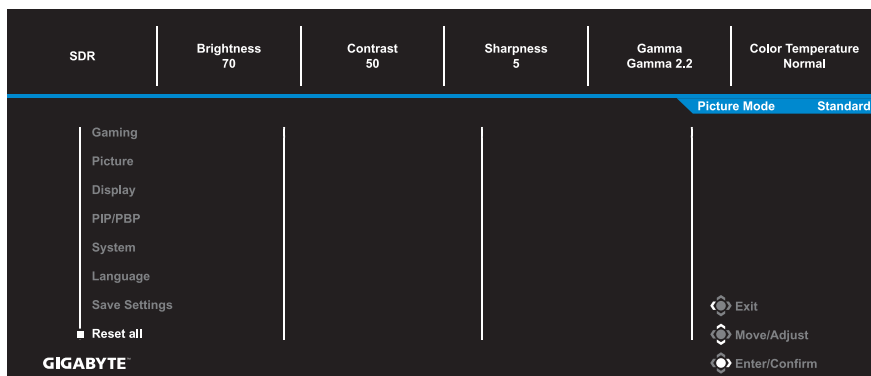 SDR
Brightness
70
Contrast
50
Sharpness
5
Gamma
Gamma 2.2
Color Temperature
Normal
Picture Mode Standard
Gaming
Picture
Display
PIP/PBP
System
Language
Save Settings
Reset all
Exit
Move/Adjust
Enter/Confirm
GIGABYTE™